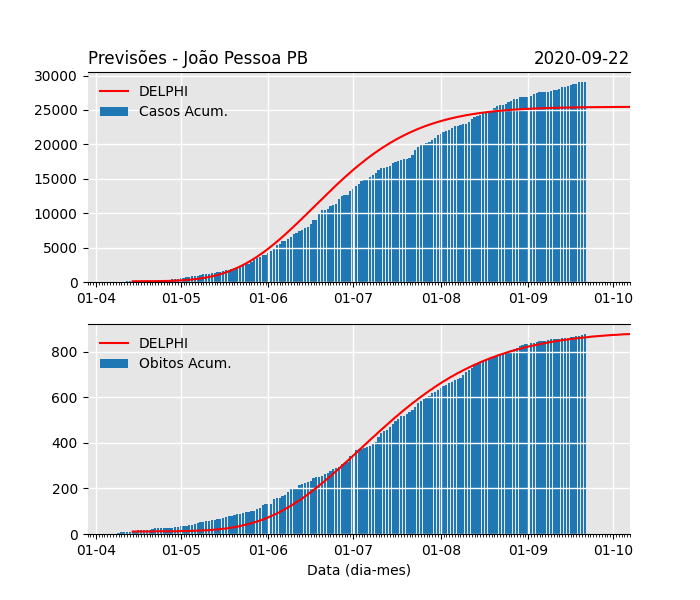 Previsões - João Pessoa PB 2020-09-22
30000
25000
20000
15000
10000
5000
0
DELPHI
Casos Acum.
01-04 01-05 01-06 01-07 01-08 01-09 01-10
800
600
400
200
0
DELPHI
Obitos Acum.
01-04 01-05 01-06 01-07 01-08 01-09 01-10
Data (dia-mes)